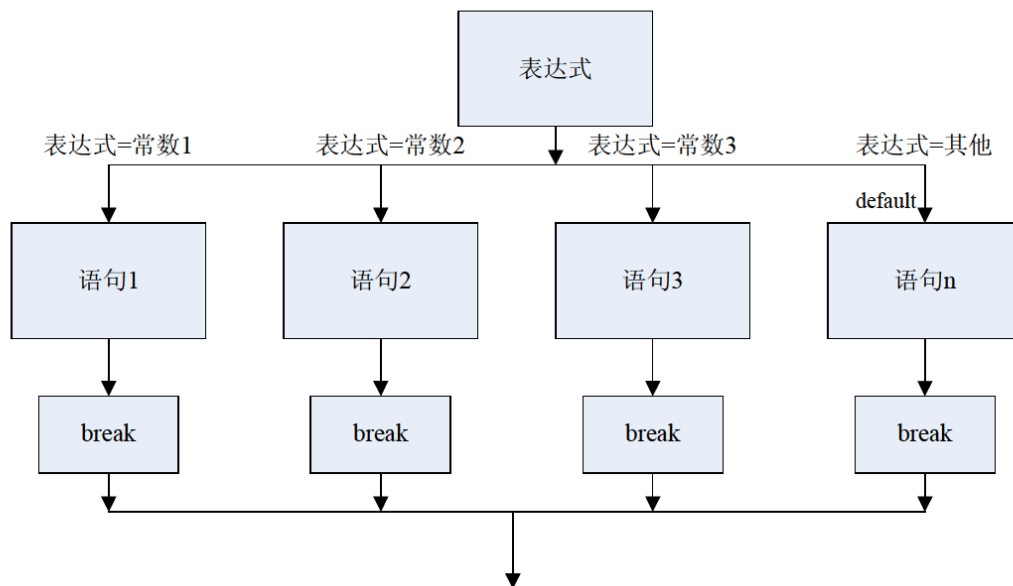 表达式
表达式=常数1
表达式=常数2
表达式=常数3
表达式=其他
default
语句1
语句2
语句3
语句n
break
break
break
break